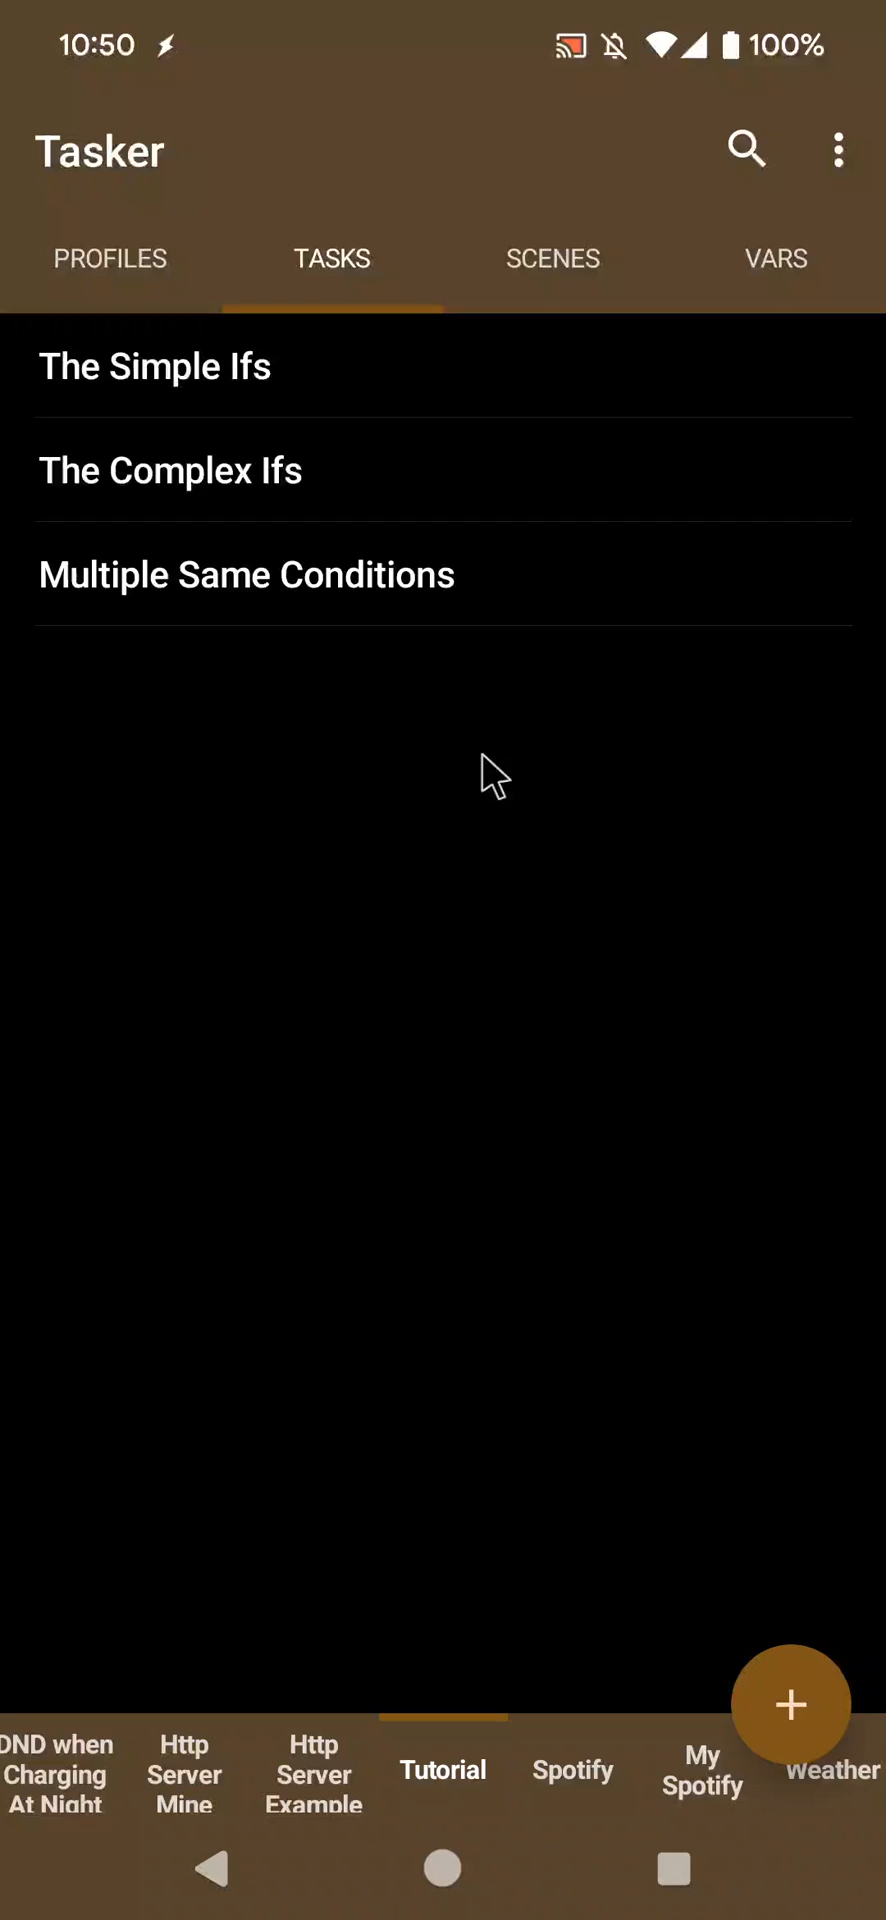 10:50
100%
Tasker
PROFILES
TASKS
SCENES
VARS
The Simple Ifs
The Complex Ifs
Multiple Same Conditions
DND when
Charging
At Night
Http
Server
Mine
Http
Server
Example
Tutorial
Spotify
My
Spotify
Weather